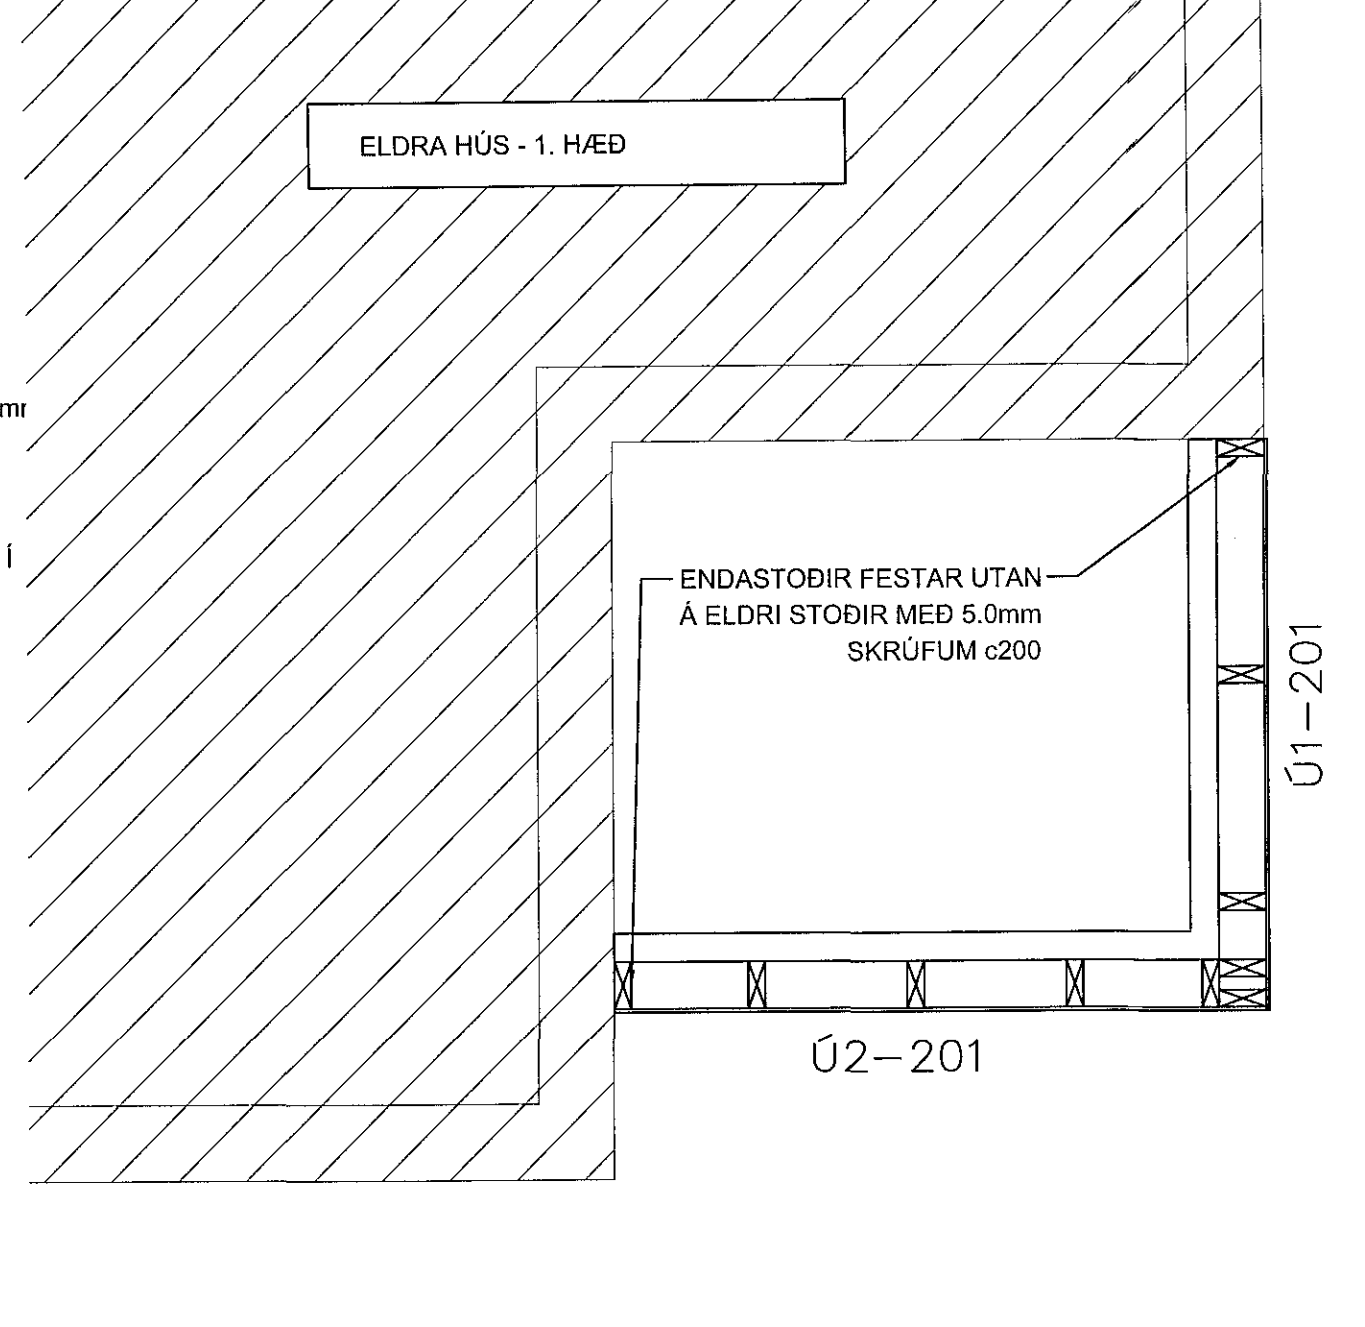 ELDRA HÚS - 1. HÆÐ
Í
ENDASTOÐIR FESTAR UTAN
Á ELDRI STOÐIR MEÐ 5.0mm
SKRÚFUM c200
Ú1-201
Ú2-201